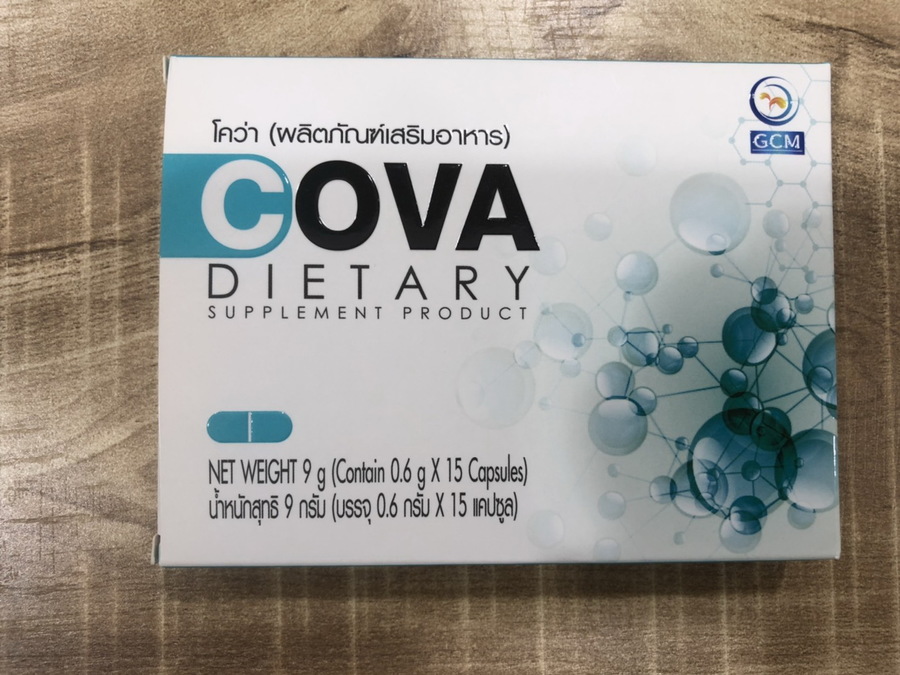 โคว่า (ผลิตภัณฑ์เสริมอาหาร)
GCM
COVA
DIETARY
SUPPLEMENT PRODUCT
NET WEIGHT 9 g (Contain 0.6 g X 15 Capsules)
น้ำหนักสุทธิ 9 กรัม (บรรจุ 0.6 กรัม X 15 แคปซูล)